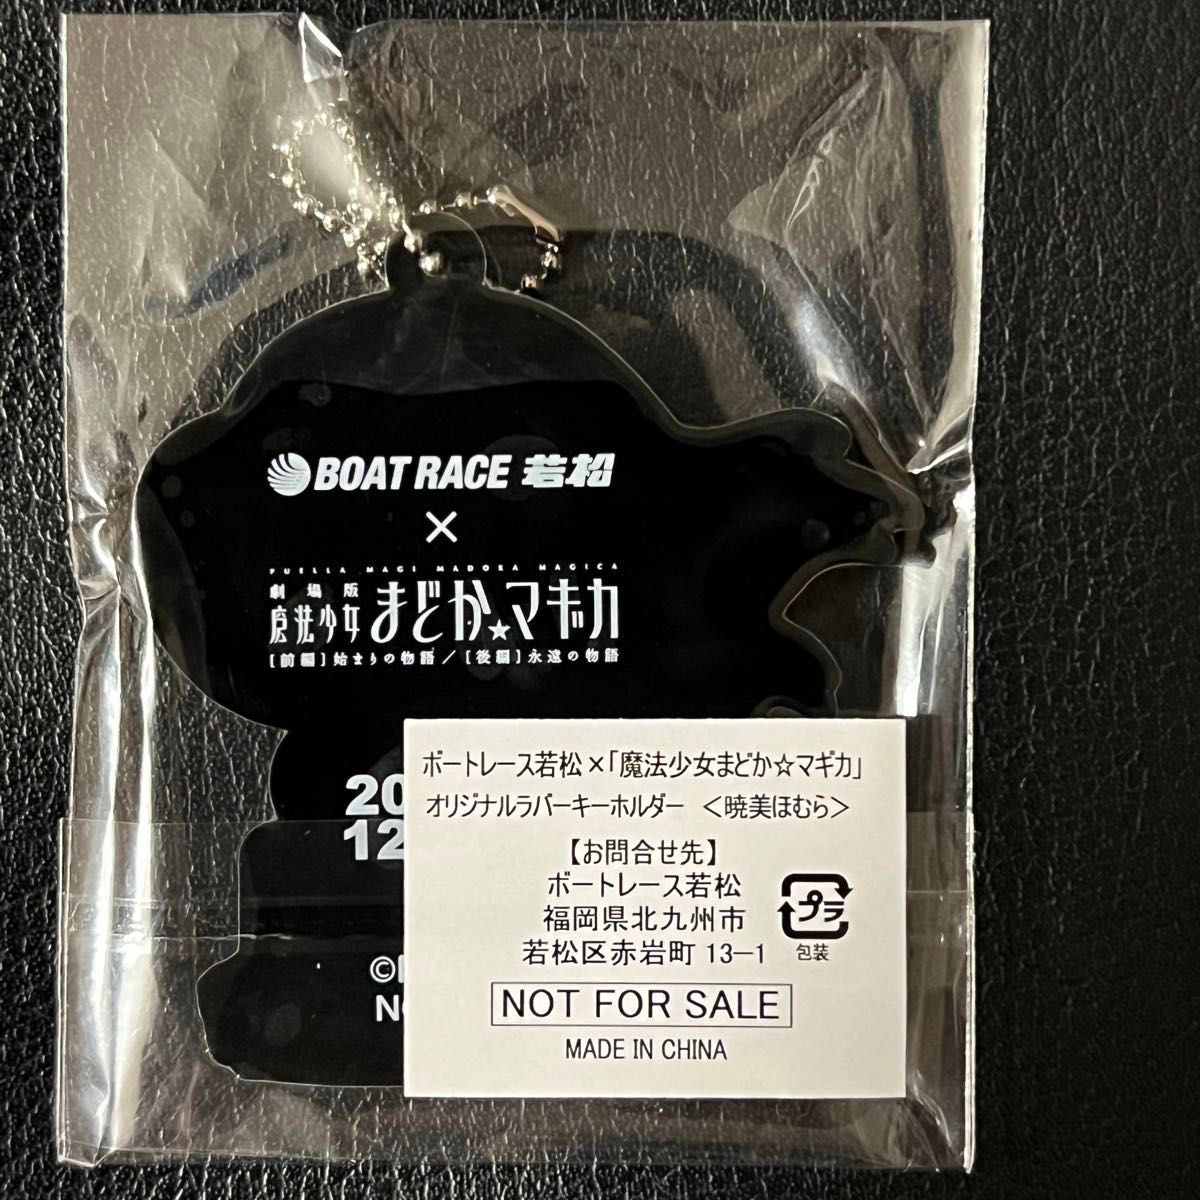 BOAT RACE 若松
×
PUELLA MAGI MADOKA MAGICA
劇場版
魔法少女まどか☆マギカ
[前編] 始まりの物語／[後編] 永遠の物語
20
12
©
ボートレース若松×「魔法少女まどか☆マギカ」
オリジナルラバーキーホルダー ＜暁美ほむら＞
【お問合せ先】
ボートレース若松
福岡県北九州市
若松区赤岩町 13－1
プラ
包装
NOT FOR SALE
MADE IN CHINA